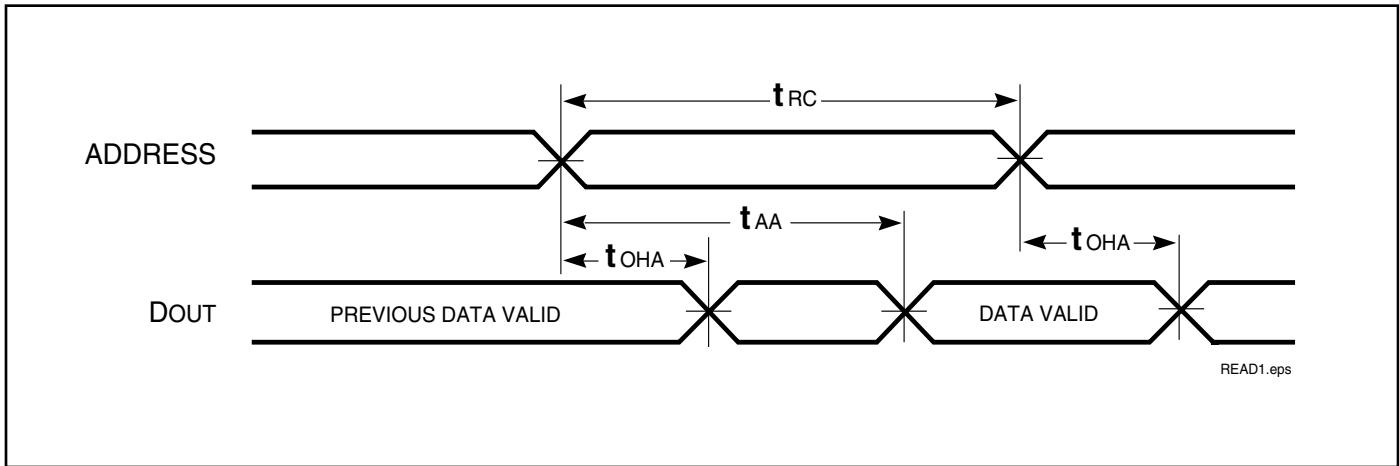 tRC
ADDRESS
tAA
tOHA
tOHA
DOUT
PREVIOUS DATA VALID
DATA VALID
READ1.eps